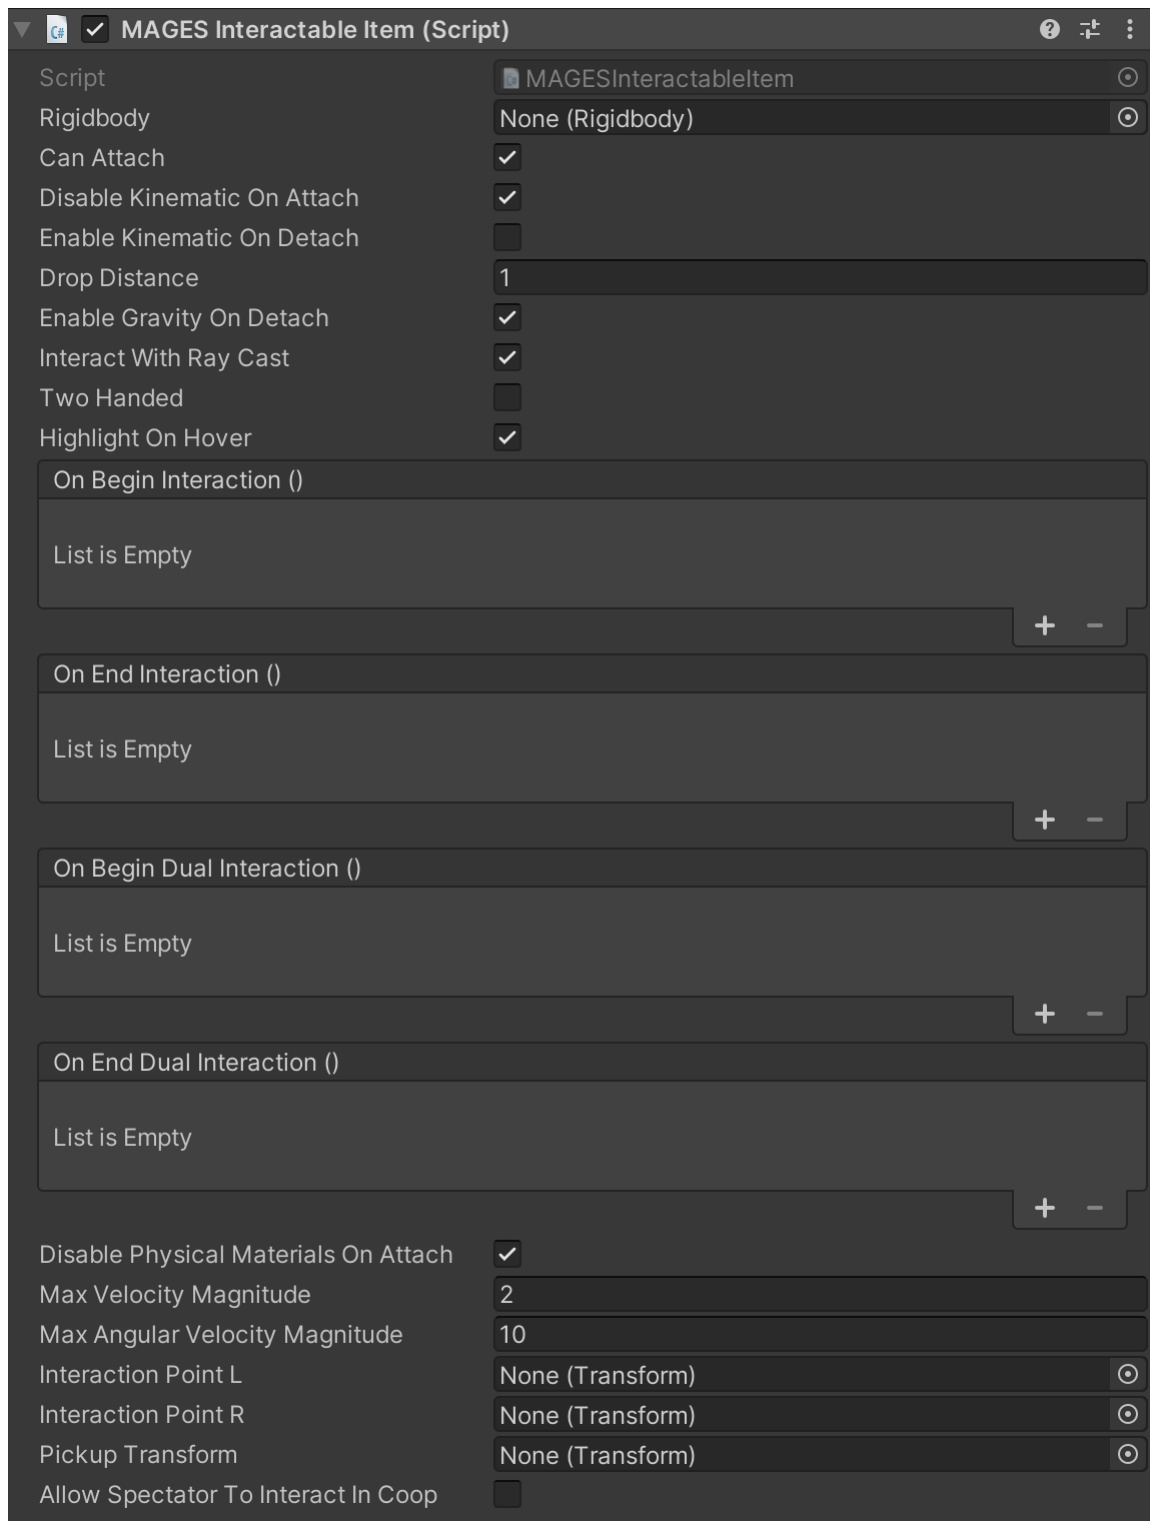 MAGES Interactable Item (Script)
Script MAGESInteractableItem
Rigidbody None (Rigidbody)
Can Attach
Disable Kinematic On Attach
Enable Kinematic On Detach
Drop Distance 1
Enable Gravity On Detach
Interact With Ray Cast
Two Handed
Highlight On Hover
On Begin Interaction ()
List is Empty
On End Interaction ()
List is Empty
On Begin Dual Interaction ()
List is Empty
On End Dual Interaction ()
List is Empty
Disable Physical Materials On Attach
Max Velocity Magnitude 2
Max Angular Velocity Magnitude 10
Interaction Point L None (Transform)
Interaction Point R None (Transform)
Pickup Transform None (Transform)
Allow Spectator To Interact In Coop